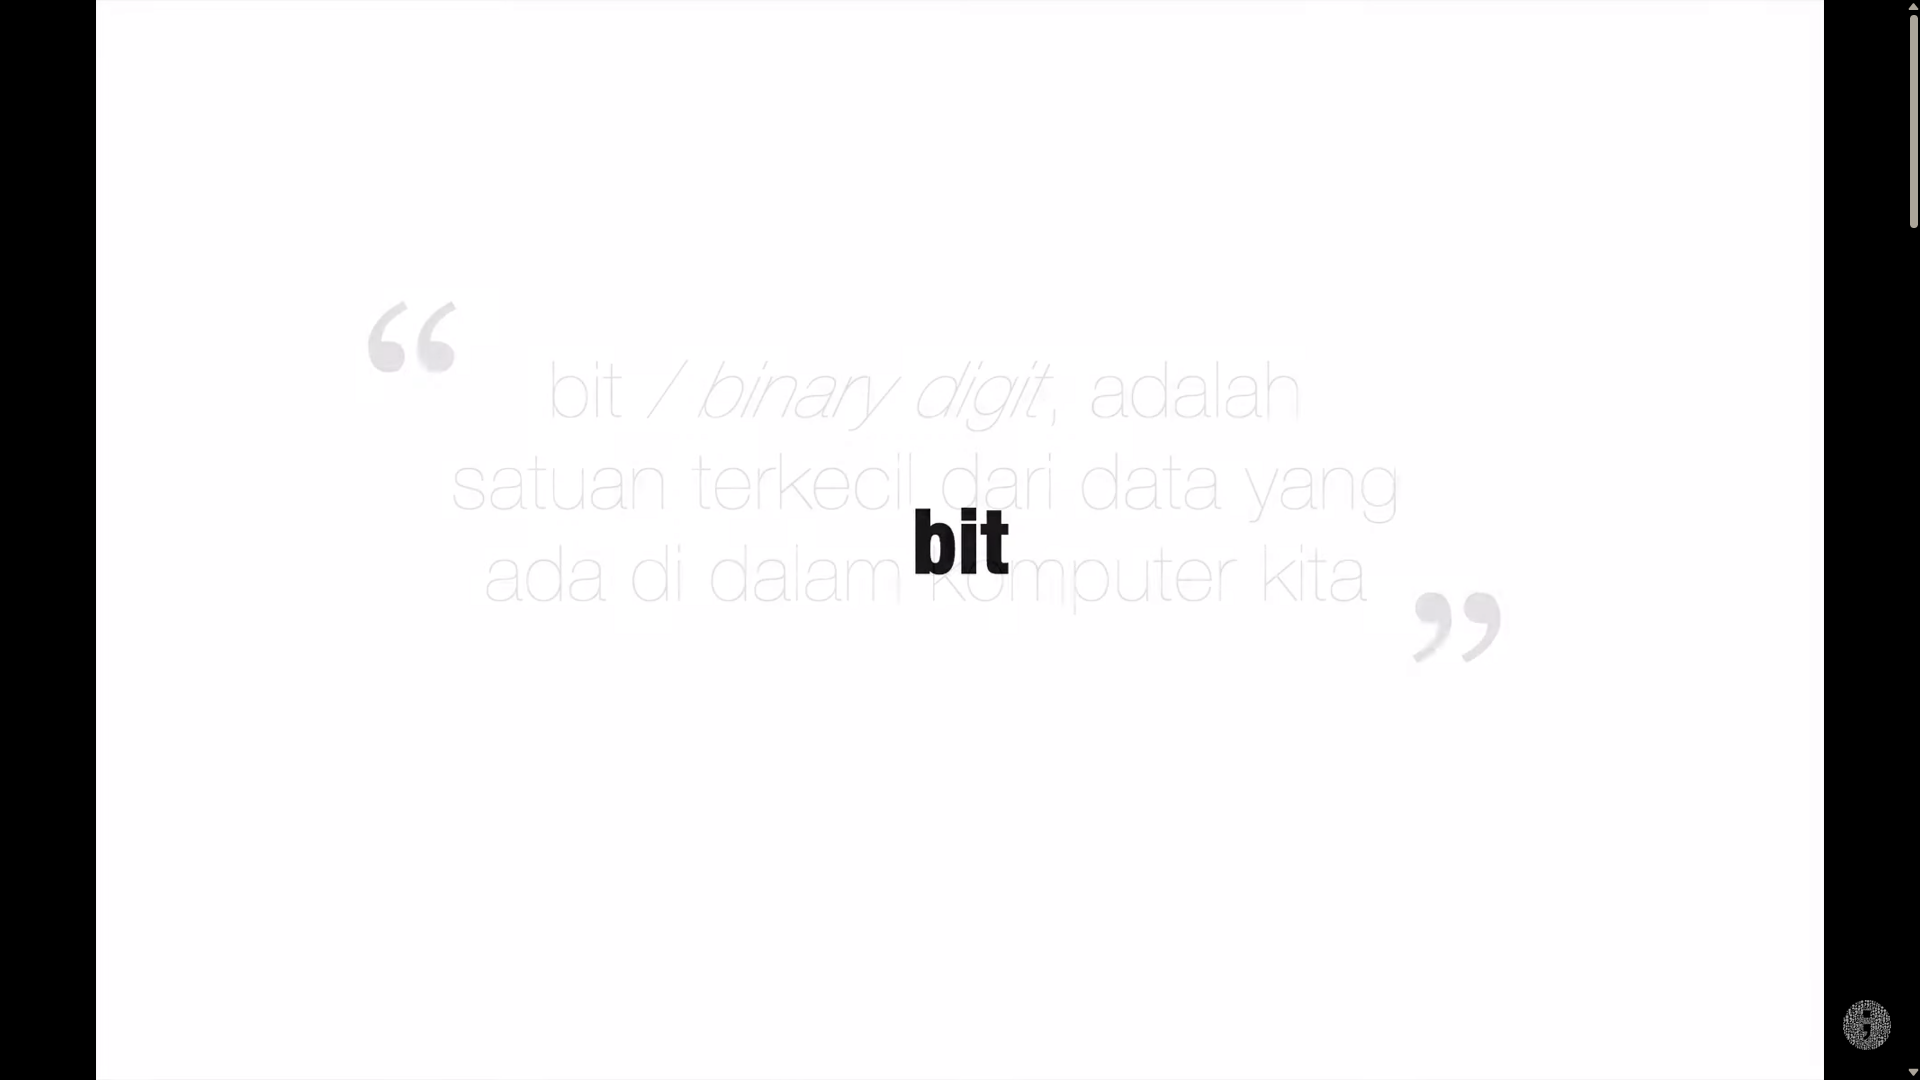 “
bit / binary digit, adalah
satuan terkecil dari data yang
bit
ada di dalam komputer kita
”